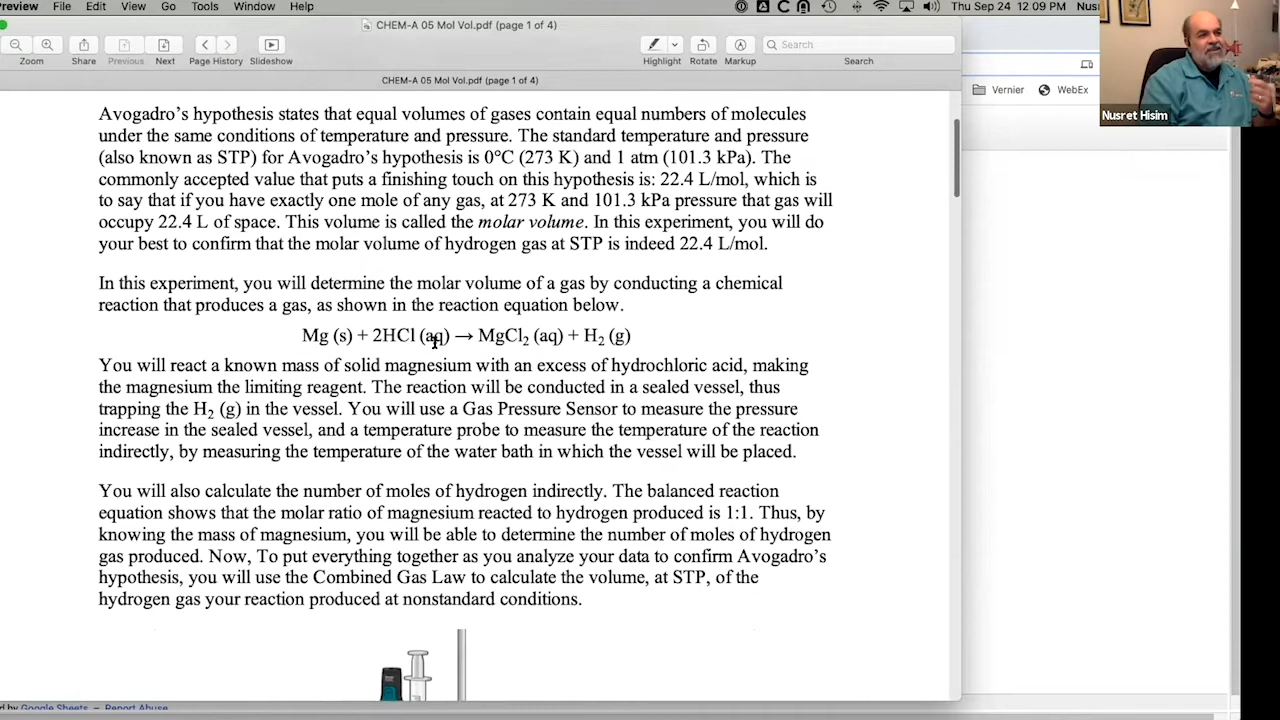 Preview File Edit View Go Tools Window Help Thu Sep 24 12:09 PM Nus
CHEM-A 05 Mol Vol.pdf (page 1 of 4)
Search
Zoom Share Previous Next Page History Slideshow Highlight Rotate Markup Search
CHEM-A 05 Mol Vol.pdf (page 1 of 4)
Vernier WebEx
Nusret Hisim
Avogadro's hypothesis states that equal volumes of gases contain equal numbers of molecules
under the same conditions of temperature and pressure. The standard temperature and pressure
(also known as STP) for Avogadro's hypothesis is 0°C (273 K) and 1 atm (101.3 kPa). The
commonly accepted value that puts a finishing touch on this hypothesis is: 22.4 L/mol, which is
to say that if you have exactly one mole of any gas, at 273 K and 101.3 kPa pressure that gas will
occupy 22.4 L of space. This volume is called the molar volume. In this experiment, you will do
your best to confirm that the molar volume of hydrogen gas at STP is indeed 22.4 L/mol.
In this experiment, you will determine the molar volume of a gas by conducting a chemical
reaction that produces a gas, as shown in the reaction equation below.
Mg (s) + 2HCl (aq) → MgCl₂ (aq) + H₂ (g)
You will react a known mass of solid magnesium with an excess of hydrochloric acid, making
the magnesium the limiting reagent. The reaction will be conducted in a sealed vessel, thus
trapping the H₂ (g) in the vessel. You will use a Gas Pressure Sensor to measure the pressure
increase in the sealed vessel, and a temperature probe to measure the temperature of the reaction
indirectly, by measuring the temperature of the water bath in which the vessel will be placed.
You will also calculate the number of moles of hydrogen indirectly. The balanced reaction
equation shows that the molar ratio of magnesium reacted to hydrogen produced is 1:1. Thus, by
knowing the mass of magnesium, you will be able to determine the number of moles of hydrogen
gas produced. Now, To put everything together as you analyze your data to confirm Avogadro's
hypothesis, you will use the Combined Gas Law to calculate the volume, at STP, of the
hydrogen gas your reaction produced at nonstandard conditions.
d by Google Sheets – Report Abuse